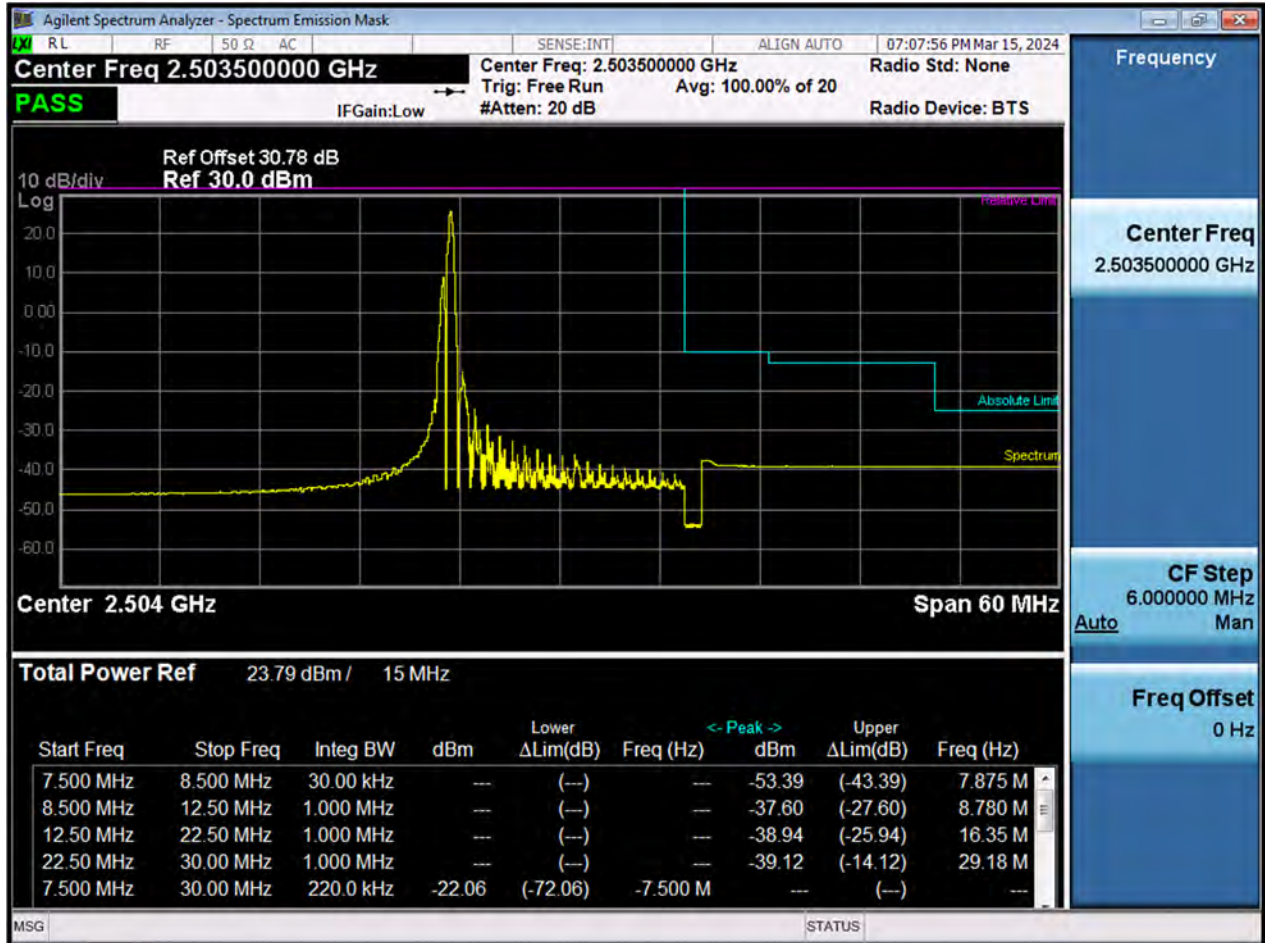 Agilent Spectrum Analyzer - Spectrum Emission Mask
LXI RL RF 50 Ω AC SENSE:INT ALIGN AUTO 07:07:56 PM Mar 15, 2024
Center Freq 2.503500000 GHz Center Freq: 2.503500000 GHz Radio Std: None
Trig: Free Run Avg: 100.00% of 20
PASS IFGain:Low #Atten: 20 dB Radio Device: BTS
Ref Offset 30.78 dB
10 dB/div Ref 30.0 dBm
Log
Relative Limit
20.0
10.0
0.00
-10.0
-20.0
Absolute Limit
-30.0
Spectrum
-40.0
-50.0
-60.0
Center 2.504 GHz Span 60 MHz
Total Power Ref 23.79 dBm / 15 MHz
Lower <- Peak -> Upper
Start Freq Stop Freq Integ BW dBm ΔLim(dB) Freq (Hz) dBm ΔLim(dB) Freq (Hz)
7.500 MHz 8.500 MHz 30.00 kHz --- (---) --- -53.39 (-43.39) 7.875 M
8.500 MHz 12.50 MHz 1.000 MHz --- (---) --- -37.60 (-27.60) 8.780 M
12.50 MHz 22.50 MHz 1.000 MHz --- (---) --- -38.94 (-25.94) 16.35 M
22.50 MHz 30.00 MHz 1.000 MHz --- (---) --- -39.12 (-14.12) 29.18 M
7.500 MHz 30.00 MHz 220.0 kHz -22.06 (-72.06) -7.500 M --- (---) ---
MSG STATUS
Frequency
Center Freq
2.503500000 GHz
CF Step
6.000000 MHz
Auto Man
Freq Offset
0 Hz